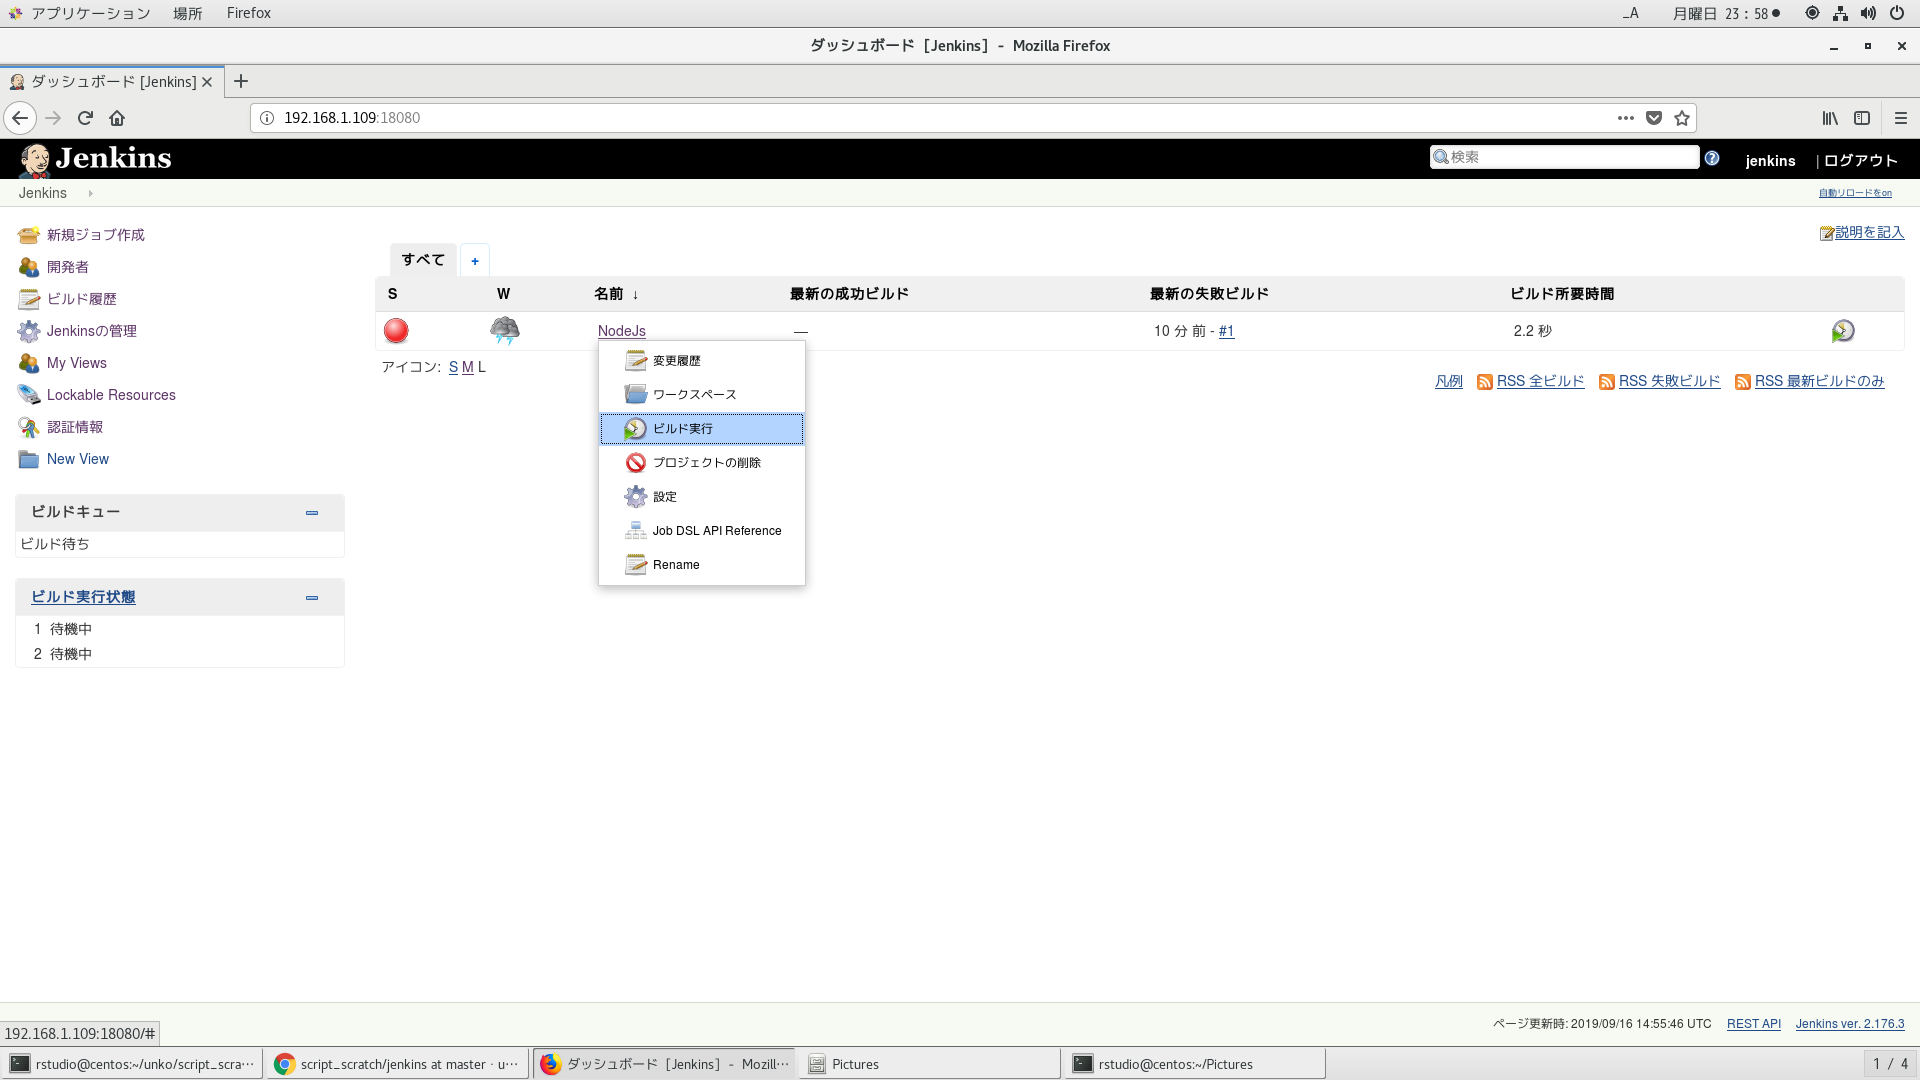 アプリケーション 場所 Firefox _A 月曜日 23 : 58
ダッシュボード [Jenkins] - Mozilla Firefox
ダッシュボード [Jenkins]
192.168.1.109:18080
Jenkins 検索 jenkins | ログアウト
Jenkins 自動リロードをon
新規ジョブ作成
開発者
ビルド履歴
Jenkinsの管理
My Views
Lockable Resources
認証情報
New View
ビルドキュー
ビルド待ち
ビルド実行状態
1 待機中
2 待機中
説明を記入
すべて +
S W 名前 ↓ 最新の成功ビルド 最新の失敗ビルド ビルド所要時間
NodeJs — 10 分 前 - #1 2.2 秒
アイコン: S M L
変更履歴
ワークスペース
ビルド実行
プロジェクトの削除
設定
Job DSL API Reference
Rename
凡例 RSS 全ビルド RSS 失敗ビルド RSS 最新ビルドのみ
ページ更新時: 2019/09/16 14:55:46 UTC REST API Jenkins ver. 2.176.3
192.168.1.109:18080/#
rstudio@centos:~/unko/script_scra… script_scratch/jenkins at master · u… ダッシュボード [Jenkins] - Mozill… Pictures rstudio@centos:~/Pictures 1 / 4